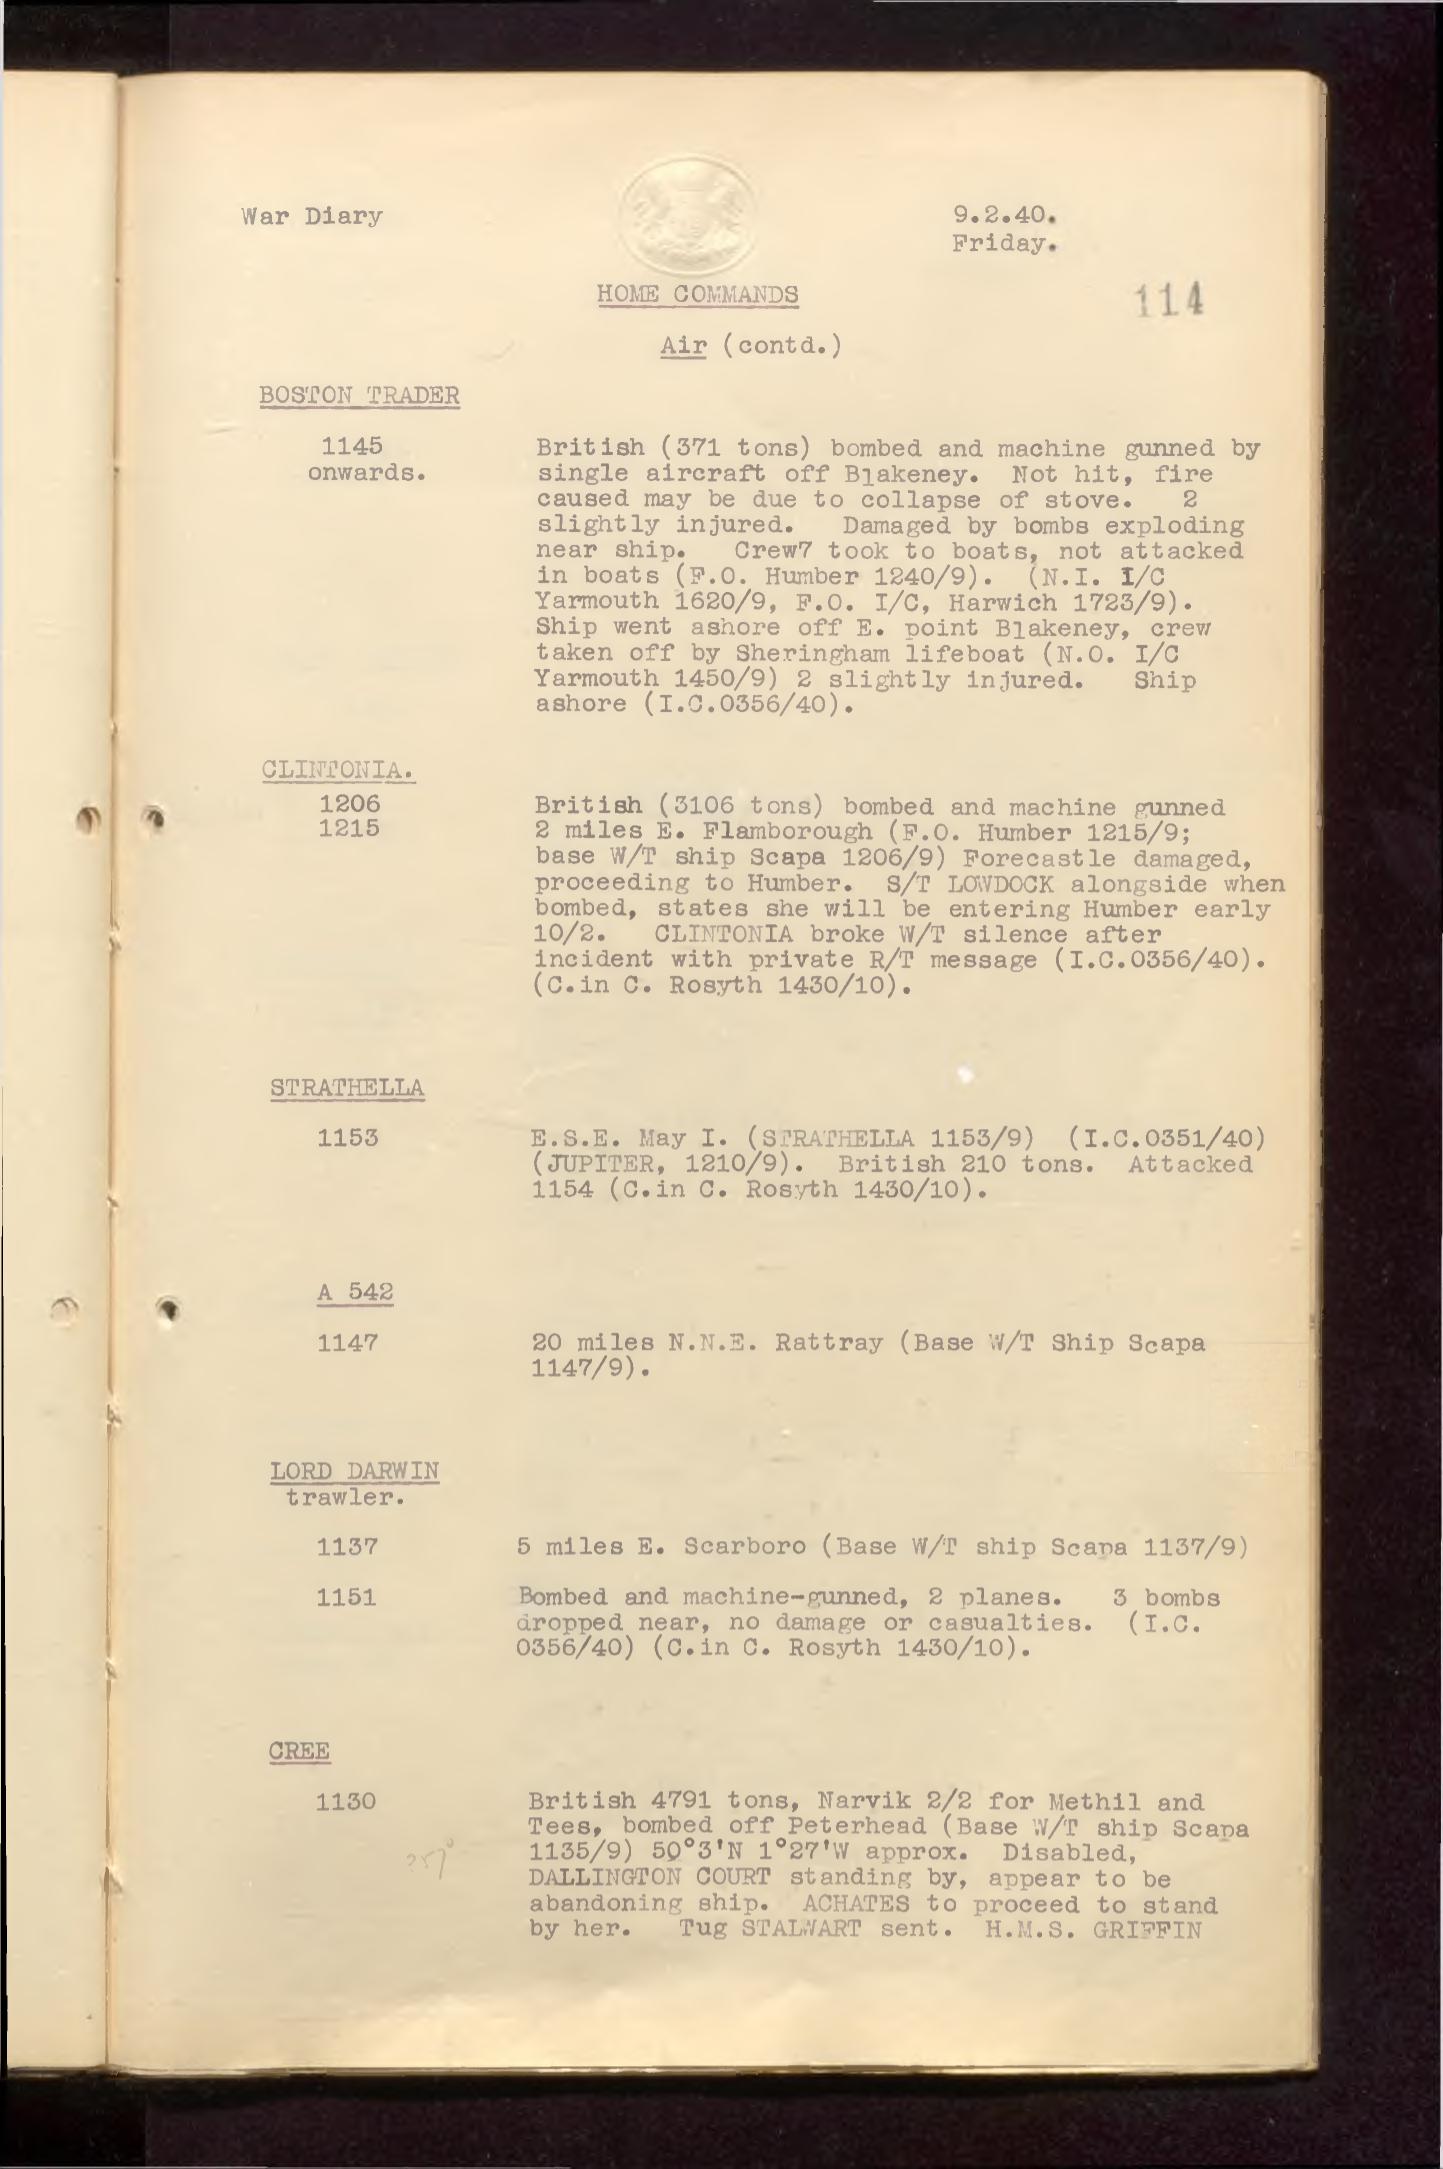 War Diary
9.2.40.
Friday.
HOME COMMANDS
114
Air (contd.)
BOSTON TRADER
1145
onwards.
British (371 tons) bombed and machine gunned by
single aircraft off Blakeney. Not hit, fire
caused may be due to collapse of stove. 2
slightly injured. Damaged by bombs exploding
near ship. Crew7 took to boats, not attacked
in boats (F.O. Humber 1240/9). (N.I. I/C
Yarmouth 1620/9, F.O. I/C, Harwich 1723/9).
Ship went ashore off E. point Blakeney, crew
taken off by Sheringham lifeboat (N.O. I/C
Yarmouth 1450/9) 2 slightly injured. Ship
ashore (I.C.0356/40).
CLINTONIA.
1206
1215
British (3106 tons) bombed and machine gunned
2 miles E. Flamborough (F.O. Humber 1215/9;
base W/T ship Scapa 1206/9) Forecastle damaged,
proceeding to Humber. S/T LOWDOCK alongside when
bombed, states she will be entering Humber early
10/2. CLINTONIA broke W/T silence after
incident with private R/T message (I.C.0356/40).
(C.in C. Rosyth 1430/10).
STRATHELLA
1153
E.S.E. May I. (STRATHELLA 1153/9) (I.C.0351/40)
(JUPITER, 1210/9). British 210 tons. Attacked
1154 (C.in C. Rosyth 1430/10).
A 542
1147
20 miles N.N.E. Rattray (Base W/T Ship Scapa
1147/9).
LORD DARWIN
trawler.
1137
5 miles E. Scarboro (Base W/T ship Scapa 1137/9)
1151
Bombed and machine-gunned, 2 planes. 3 bombs
dropped near, no damage or casualties. (I.C.
0356/40) (C.in C. Rosyth 1430/10).
CREE
1130
British 4791 tons, Narvik 2/2 for Methil and
Tees, bombed off Peterhead (Base W/T ship Scapa
1135/9) 50°3'N 1°27'W approx. Disabled,
?57°
DALLINGTON COURT standing by, appear to be
abandoning ship. ACHATES to proceed to stand
by her. Tug STALWART sent. H.M.S. GRIFFIN